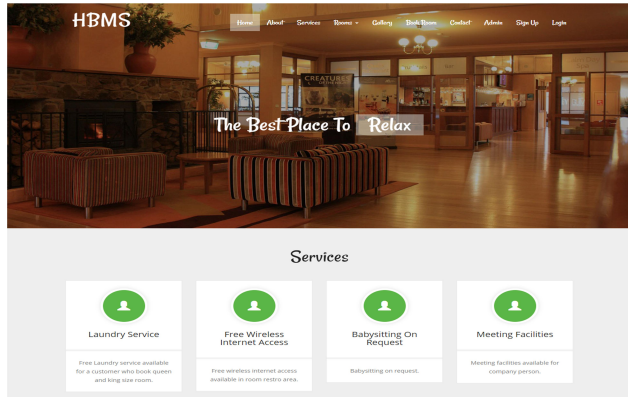 HBMS
Home About Services Rooms Gallery Book Room Contact Admin Sign Up Login
CREATURES
The Best Place To Relax
Services
Laundry Service
Free Laundry service available
for a customer who book queen
and king size room.
Free Wireless
Internet Access
Free wireless internet access
available in room restro area.
Babysitting On
Request
Babysitting on request.
Meeting Facilities
Meeting facilities available for
company person.